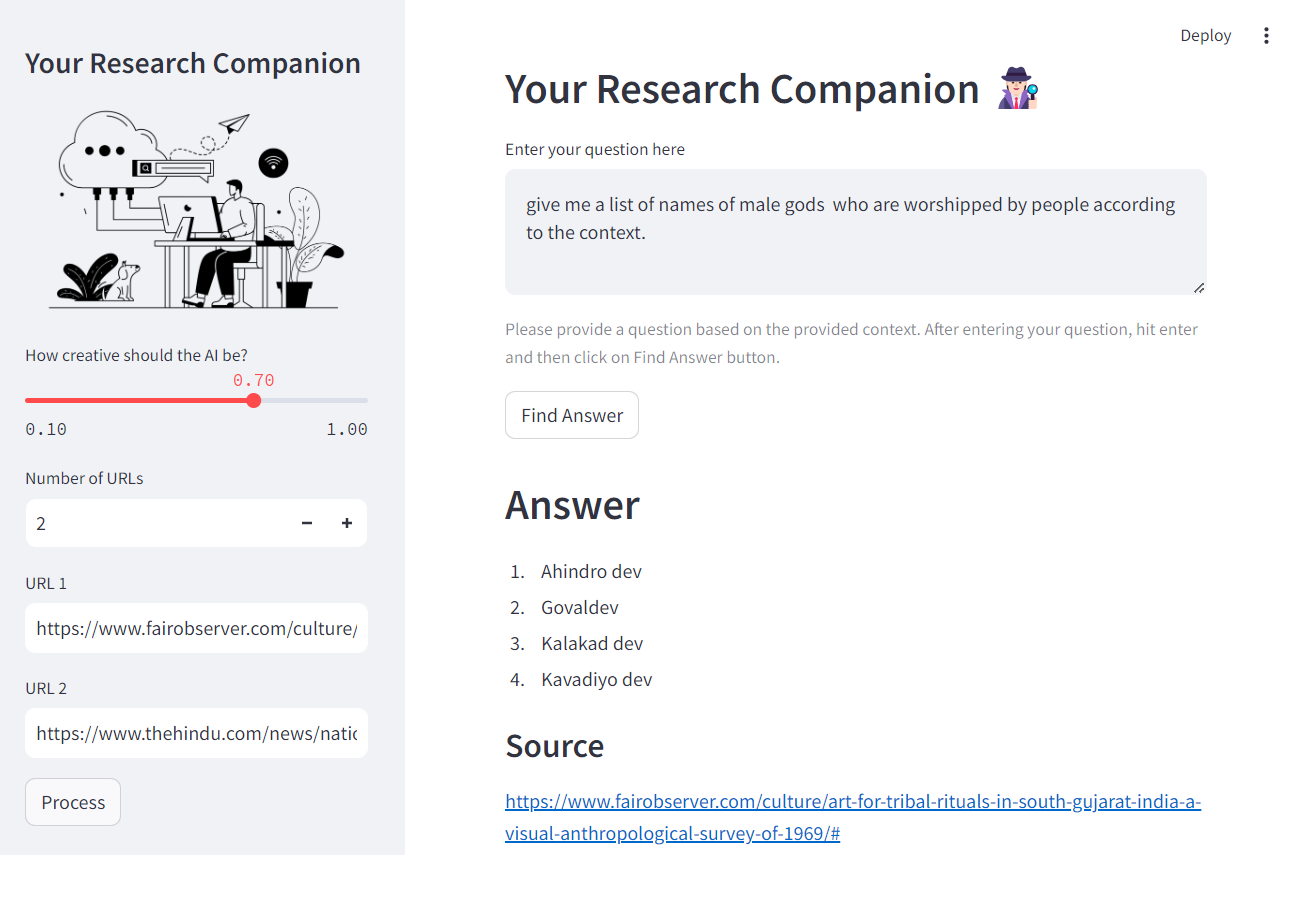 Your Research Companion
How creative should the AI be?
0.70
0.10 1.00
Number of URLs
2
URL 1
https://www.fairobserver.com/culture/
URL 2
https://www.thehindu.com/news/natio
Process
Deploy
Your Research Companion
Enter your question here
give me a list of names of male gods  who are worshipped by people according
to the context.
Please provide a question based on the provided context. After entering your question, hit enter
and then click on Find Answer button.
Find Answer
Answer
1. Ahindro dev
2. Govaldev
3. Kalakad dev
4. Kavadiyo dev
Source
https://www.fairobserver.com/culture/art-for-tribal-rituals-in-south-gujarat-india-a-
visual-anthropological-survey-of-1969/#